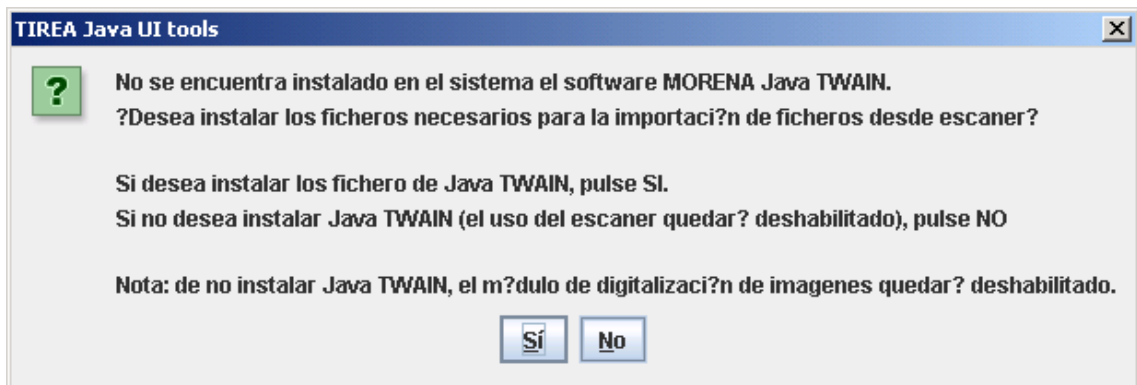 TIREA Java UI tools
?
No se encuentra instalado en el sistema el software MORENA Java TWAIN.
?Desea instalar los ficheros necesarios para la importaci?n de ficheros desde escaner?
Si desea instalar los fichero de Java TWAIN, pulse SI.
Si no desea instalar Java TWAIN (el uso del escaner quedar? deshabilitado), pulse NO
Nota: de no instalar Java TWAIN, el m?dulo de digitalizaci?n de imagenes quedar? deshabilitado.
Sí No